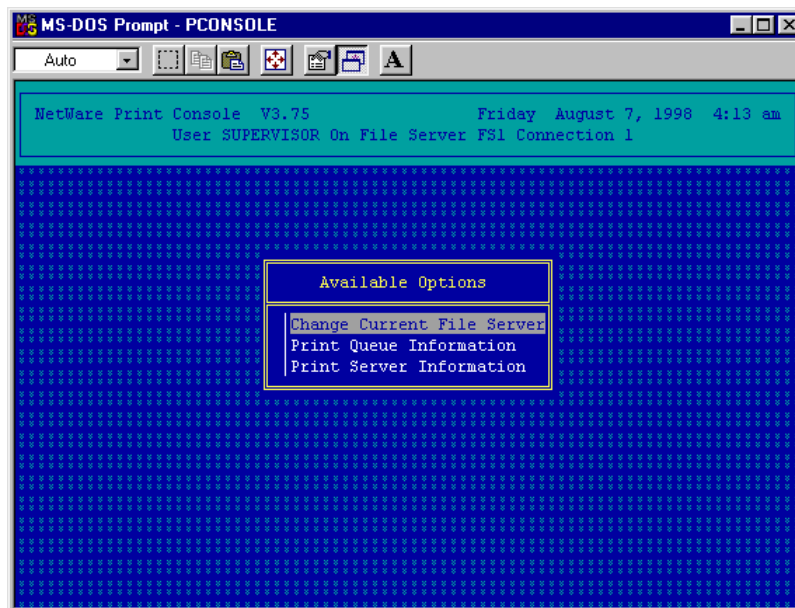 MS-DOS Prompt - PCONSOLE
Auto
A
NetWare Print Console V3.75 Friday August 7, 1998 4:13 am
User SUPERVISOR On File Server FS1 Connection 1
Available Options
Change Current File Server
Print Queue Information
Print Server Information